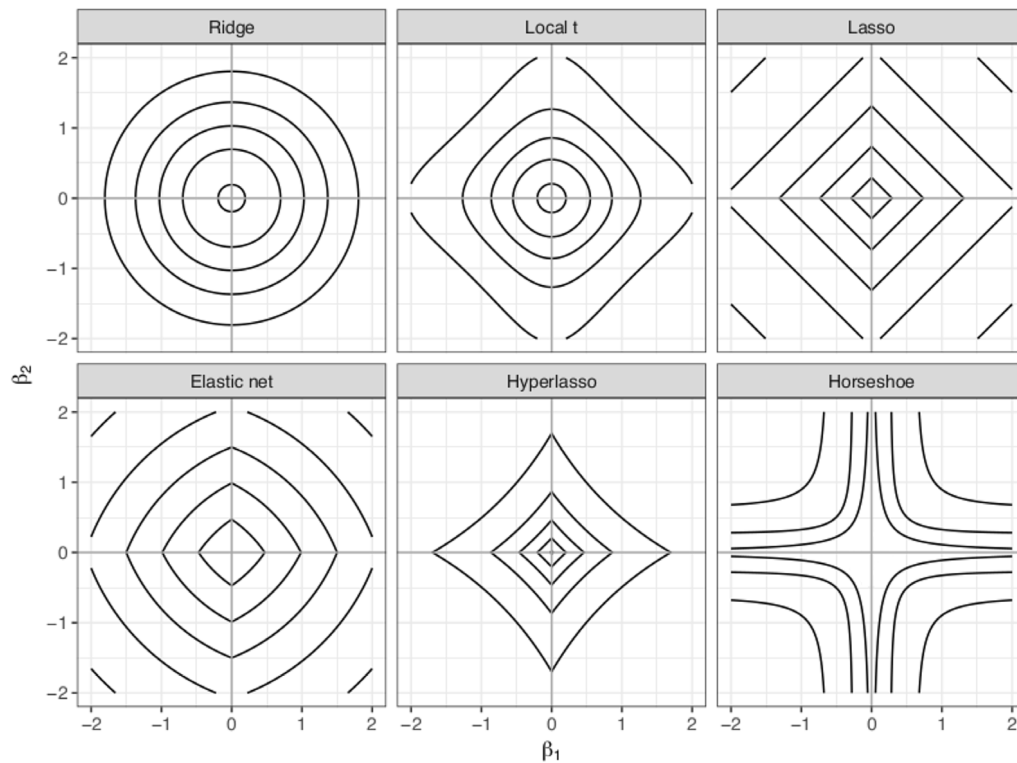 Ridge Local t Lasso
2
1
0
−1
−2
β2
Elastic net Hyperlasso Horseshoe
2
1
0
−1
−2
−2 −1 0 1 2 −2 −1 0 1 2 −2 −1 0 1 2
β1